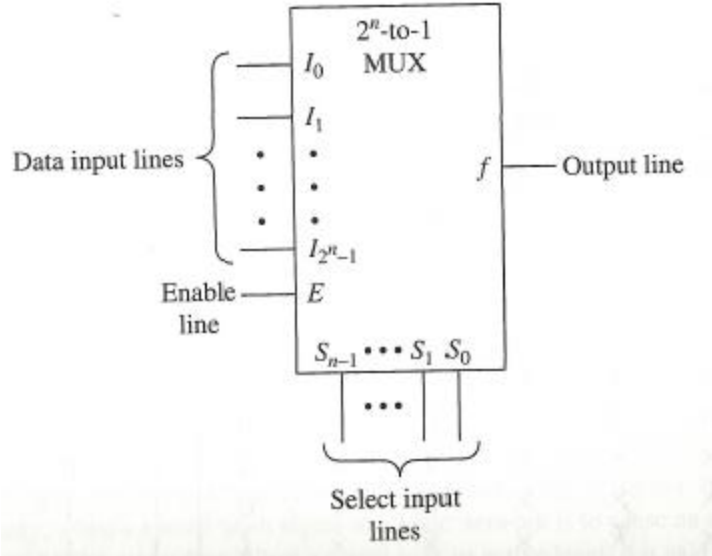 2ⁿ-to-1
MUX
I₀
I₁
Data input lines
f
Output line
I₂ⁿ₋₁
Enable
line
E
Sₙ₋₁ ••• S₁ S₀
•••
Select input
lines